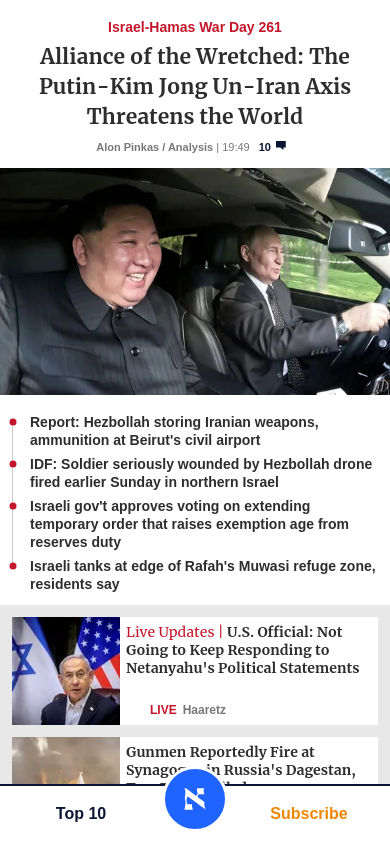 Israel-Hamas War Day 261
Alliance of the Wretched: The
Putin-Kim Jong Un-Iran Axis
Threatens the World
Alon Pinkas / Analysis | 19:49 10
Report: Hezbollah storing Iranian weapons,
ammunition at Beirut's civil airport
IDF: Soldier seriously wounded by Hezbollah drone
fired earlier Sunday in northern Israel
Israeli gov't approves voting on extending
temporary order that raises exemption age from
reserves duty
Israeli tanks at edge of Rafah's Muwasi refuge zone,
residents say
Live Updates | U.S. Official: Not
Going to Keep Responding to
Netanyahu's Political Statements
LIVE Haaretz
Gunmen Reportedly Fire at
in Russia's Dagestan,
Top 10
Subscribe